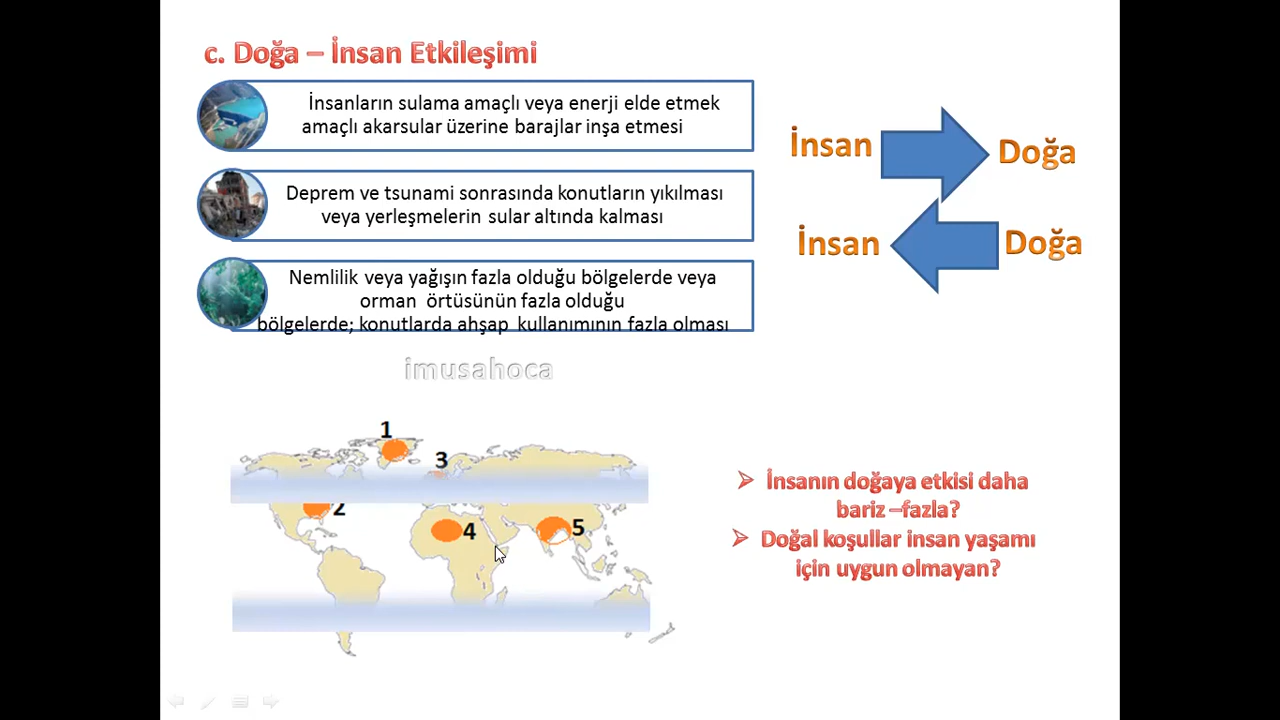 c. Doğa – İnsan Etkileşimi
İnsanların sulama amaçlı veya enerji elde etmek
amaçlı akarsular üzerine barajlar inşa etmesi
Deprem ve tsunami sonrasında konutların yıkılması
veya yerleşmelerin sular altında kalması
Nemlilik veya yağışın fazla olduğu bölgelerde veya
orman örtüsünün fazla olduğu
bölgelerde; konutlarda ahşap kullanımının fazla olması
İnsan
Doğa
İnsan
Doğa
imusahoca
1
3
2
4
5
➢ İnsanın doğaya etkisi daha
bariz –fazla?
➢ Doğal koşullar insan yaşamı
için uygun olmayan?